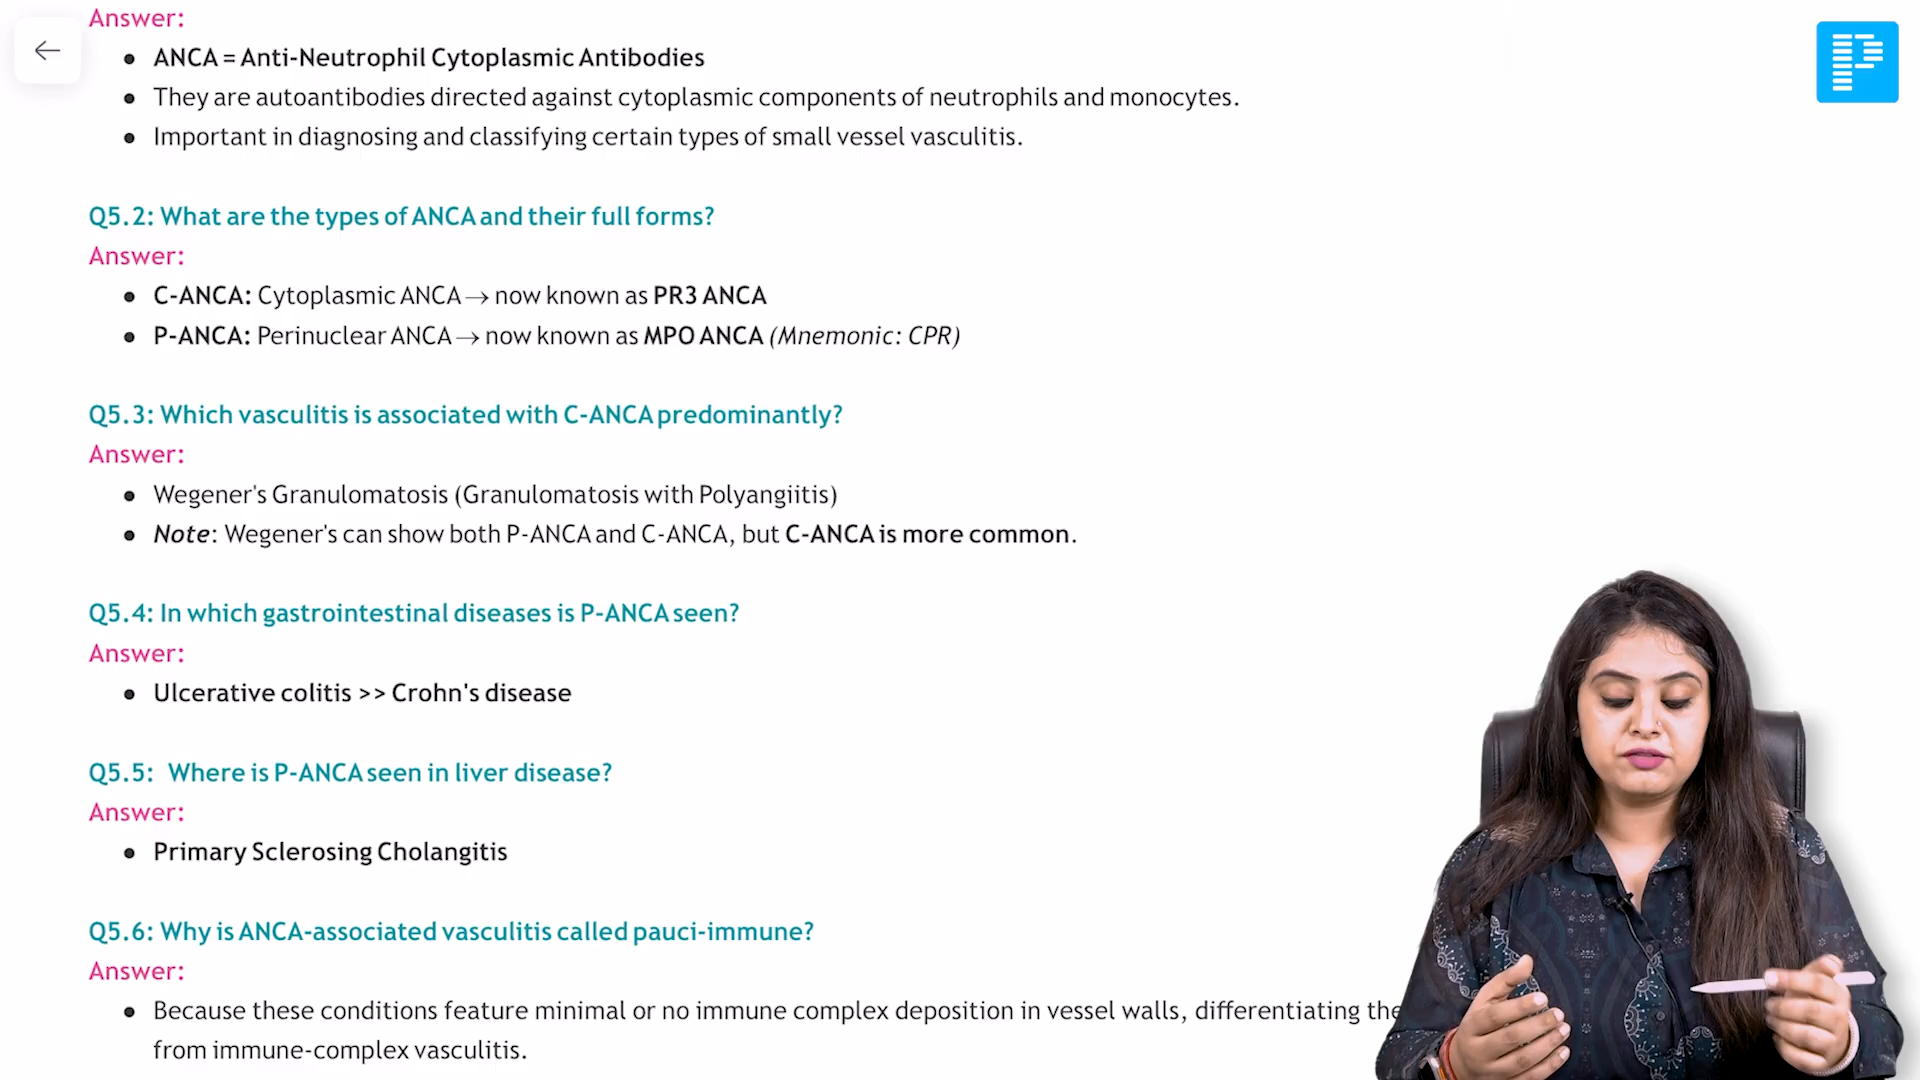 Answer:
● ANCA = Anti-Neutrophil Cytoplasmic Antibodies
● They are autoantibodies directed against cytoplasmic components of neutrophils and monocytes.
● Important in diagnosing and classifying certain types of small vessel vasculitis.
Q5.2: What are the types of ANCA and their full forms?
Answer:
● C-ANCA: Cytoplasmic ANCA → now known as PR3 ANCA
● P-ANCA: Perinuclear ANCA → now known as MPO ANCA (Mnemonic: CPR)
Q5.3: Which vasculitis is associated with C-ANCA predominantly?
Answer:
● Wegener's Granulomatosis (Granulomatosis with Polyangiitis)
● Note: Wegener's can show both P-ANCA and C-ANCA, but C-ANCA is more common.
Q5.4: In which gastrointestinal diseases is P-ANCA seen?
Answer:
● Ulcerative colitis >> Crohn's disease
Q5.5: Where is P-ANCA seen in liver disease?
Answer:
● Primary Sclerosing Cholangitis
Q5.6: Why is ANCA-associated vasculitis called pauci-immune?
Answer:
● Because these conditions feature minimal or no immune complex deposition in vessel walls, differentiating
from immune-complex vasculitis.